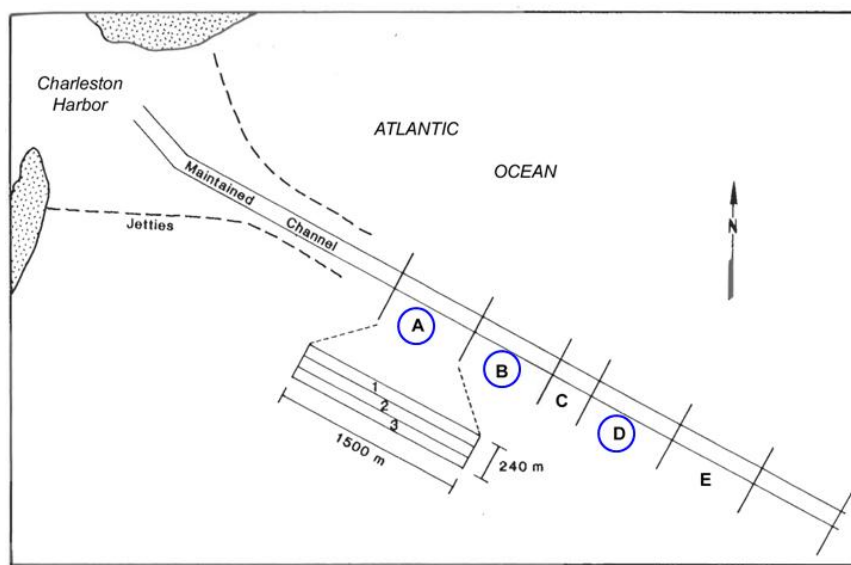 Charleston
Harbor
ATLANTIC
OCEAN
Maintained
Channel
Jetties
N
A
B
C
D
E
1
2
3
1500 m
240 m